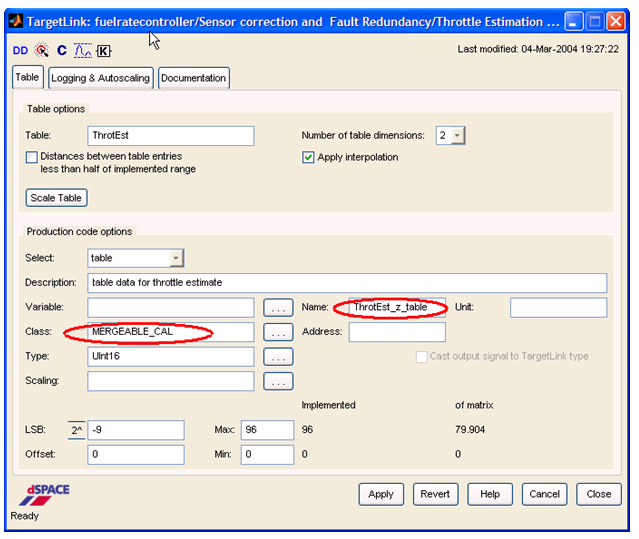 TargetLink: fuelratecontroller/Sensor correction and Fault Redundancy/Throttle Estimation ...
DD C K Last modified: 04-Mar-2004 19:27:22
Table Logging & Autoscaling Documentation
Table options
Table: ThrotEst Number of table dimensions: 2
Distances between table entries
less than half of implemented range
Apply interpolation
Scale Table
Production code options
Select: table
Description: table data for throttle estimate
Variable: ... Name: ThrotEst_z_table Unit:
Class: MERGEABLE_CAL ... Address:
Type: UInt16 ... Cast output signal to TargetLink type
Scaling: ...
Implemented of matrix
LSB: 2^ -9 Max: 96 96 79.904
Offset: 0 Min: 0 0 0
dSPACE
Apply Revert Help Cancel Close
Ready